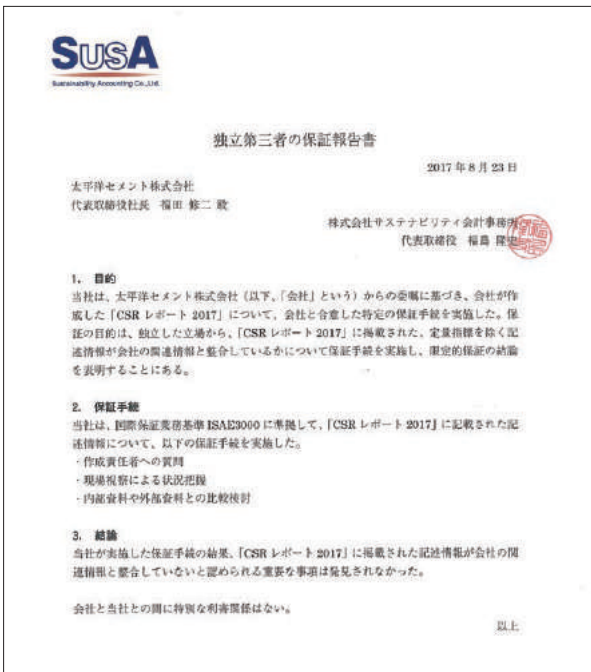 SusA
Sustainability Accounting Co.,Ltd.
独立第三者の保証報告書
2017年8月23日
太平洋セメント株式会社
代表取締役社長 福田 修二 殿
株式会社サステナビリティ会計事務所
代表取締役 福島 隆史
1. 目的
当社は、太平洋セメント株式会社(以下、「会社」という)からの委嘱に基づき、会社が作
成した「CSR レポート 2017」について、会社と合意した特定の保証手続を実施した。保
証の目的は、独立した立場から、「CSR レポート 2017」に掲載された、定量指標を除く記
述情報が会社の関連情報と整合しているかについて保証手続を実施し、限定的保証の結論
を表明することにある。
2. 保証手続
当社は、国際保証業務基準 ISAE3000 に準拠して、「CSR レポート 2017」に記載された記
述情報について、以下の保証手続を実施した。
・作成責任者への質問
・現場視察による状況把握
・内部資料や外部資料との比較検討
3. 結論
当社が実施した保証手続の結果、「CSR レポート 2017」に掲載された記述情報が会社の関
連情報と整合していないと認められる重要な事項は発見されなかった。
会社と当社との間に特別な利害関係はない。
以上